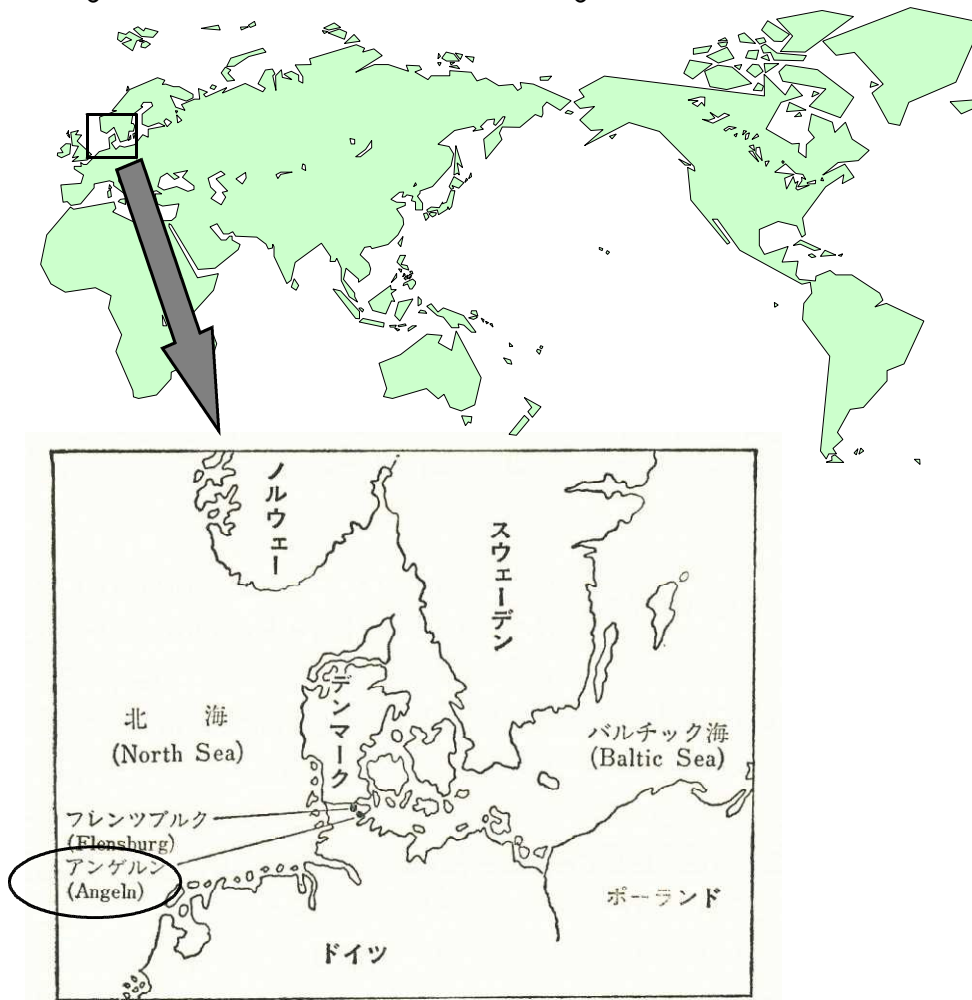 ノルウェー
スウェーデン
デンマーク
北　海
(North Sea)
バルチック海
(Baltic Sea)
フレンツブルク
(Flensburg)
アンゲルン
(Angeln)
ポーランド
ドイツ